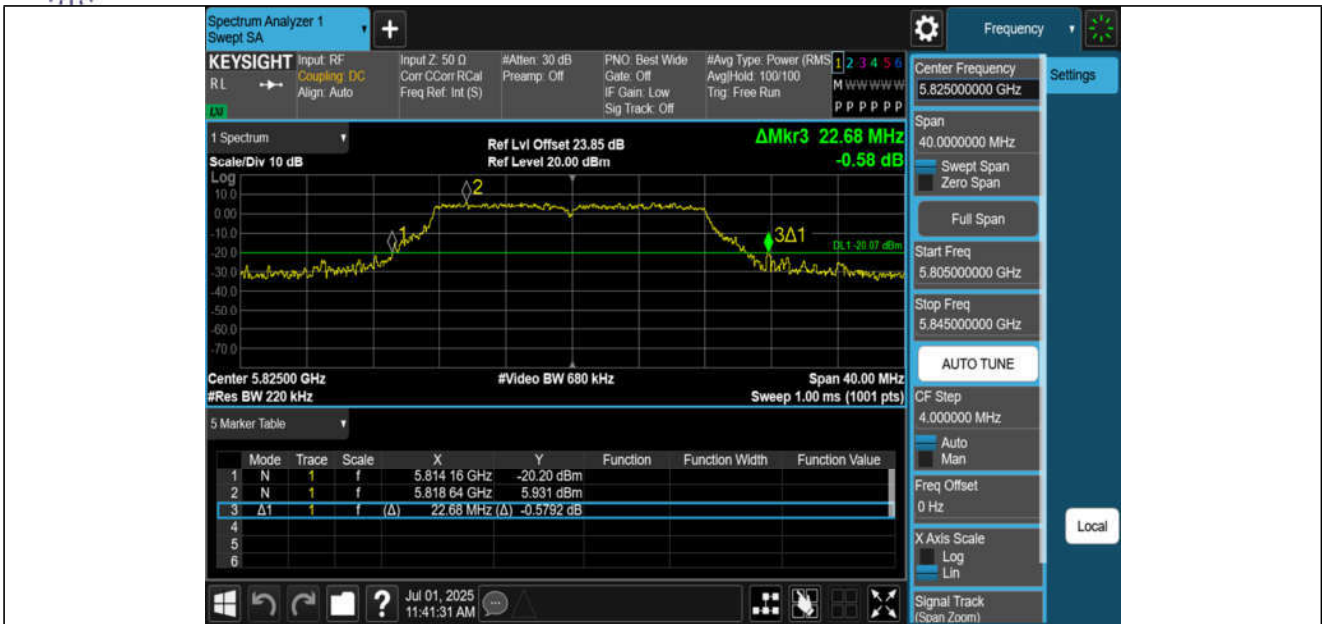 Spectrum Analyzer 1
Swept SA
+
Frequency
KEYSIGHT
RL
Input: RF
Coupling: DC
Align: Auto
Input Z: 50 Ω
Corr CCorr RCal
Freq Ref: Int (S)
#Atten: 30 dB
Preamp: Off
PNO: Best Wide
Gate: Off
IF Gain: Low
Sig Track: Off
#Avg Type: Power (RMS
Avg|Hold: 100/100
Trig: Free Run
1 2 3 4 5 6
M W W W W W
P P P P P P
1 Spectrum
Scale/Div 10 dB
Ref Lvl Offset 23.85 dB
Ref Level 20.00 dBm
ΔMkr3 22.68 MHz
-0.58 dB
Log
10.0
0.00
-10.0
-20.0
-30.0
-40.0
-50.0
-60.0
-70.0
2
1
3Δ1
DL1 -20.07 dBm
Center 5.82500 GHz
#Res BW 220 kHz
#Video BW 680 kHz
Span 40.00 MHz
Sweep 1.00 ms (1001 pts)
5 Marker Table
Mode Trace Scale X Y Function Function Width Function Value
1 N 1 f 5.814 16 GHz -20.20 dBm
2 N 1 f 5.818 64 GHz 5.931 dBm
3 Δ1 1 f (Δ) 22.68 MHz (Δ) -0.5792 dB
4
5
6
?
Jul 01, 2025
11:41:31 AM
Center Frequency
5.825000000 GHz
Settings
Span
40.0000000 MHz
Swept Span
Zero Span
Full Span
Start Freq
5.805000000 GHz
Stop Freq
5.845000000 GHz
AUTO TUNE
CF Step
4.000000 MHz
Auto
Man
Freq Offset
0 Hz
X Axis Scale
Log
Lin
Local
Signal Track
(Span Zoom)